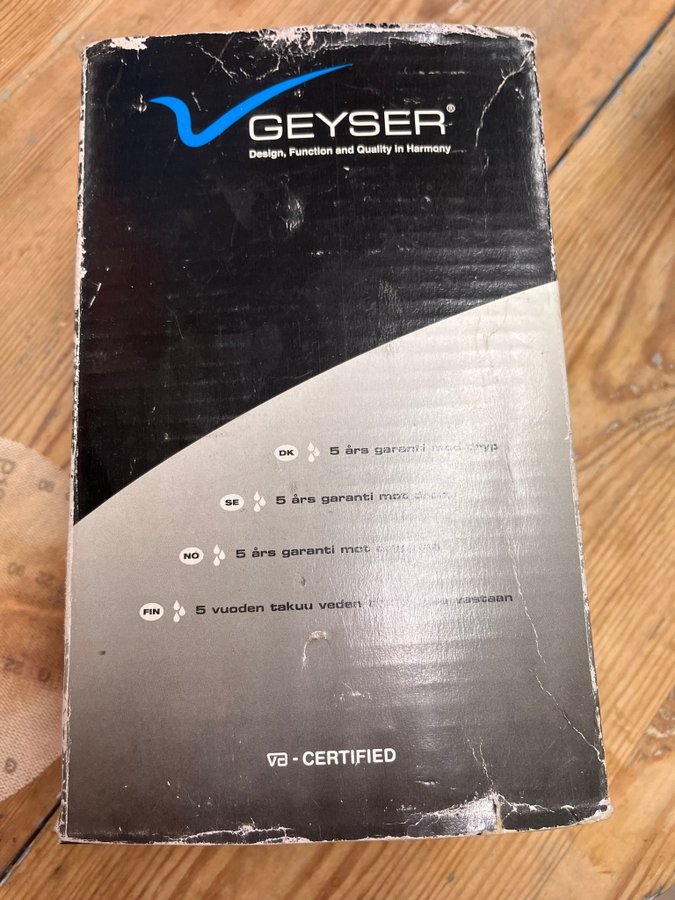 GEYSER®
Design, Function and Quality in Harmony
DK 5 års garanti mod dryp
SE 5 års garanti mot
NO 5 års garanti mot
FIN 5 vuoden takuu veden vastaan
va - CERTIFIED